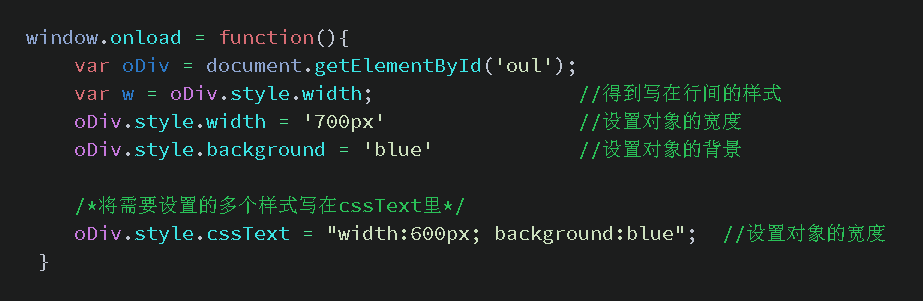 window.onload = function(){
var oDiv = document.getElementById('oul');
var w = oDiv.style.width; //得到写在行间的样式
oDiv.style.width = '700px' //设置对象的宽度
oDiv.style.background = 'blue' //设置对象的背景
/*将需要设置的多个样式写在cssText里*/
oDiv.style.cssText = "width:600px; background:blue"; //设置对象的宽度
}